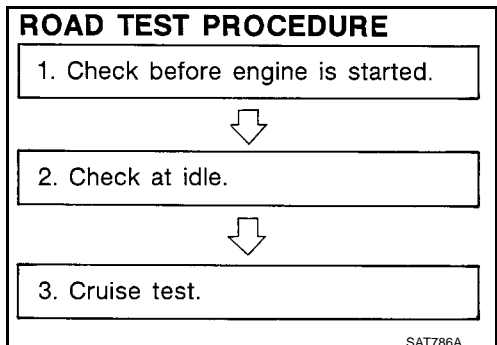 ROAD TEST PROCEDURE
1. Check before engine is started.
2. Check at idle.
3. Cruise test.
SAT786A